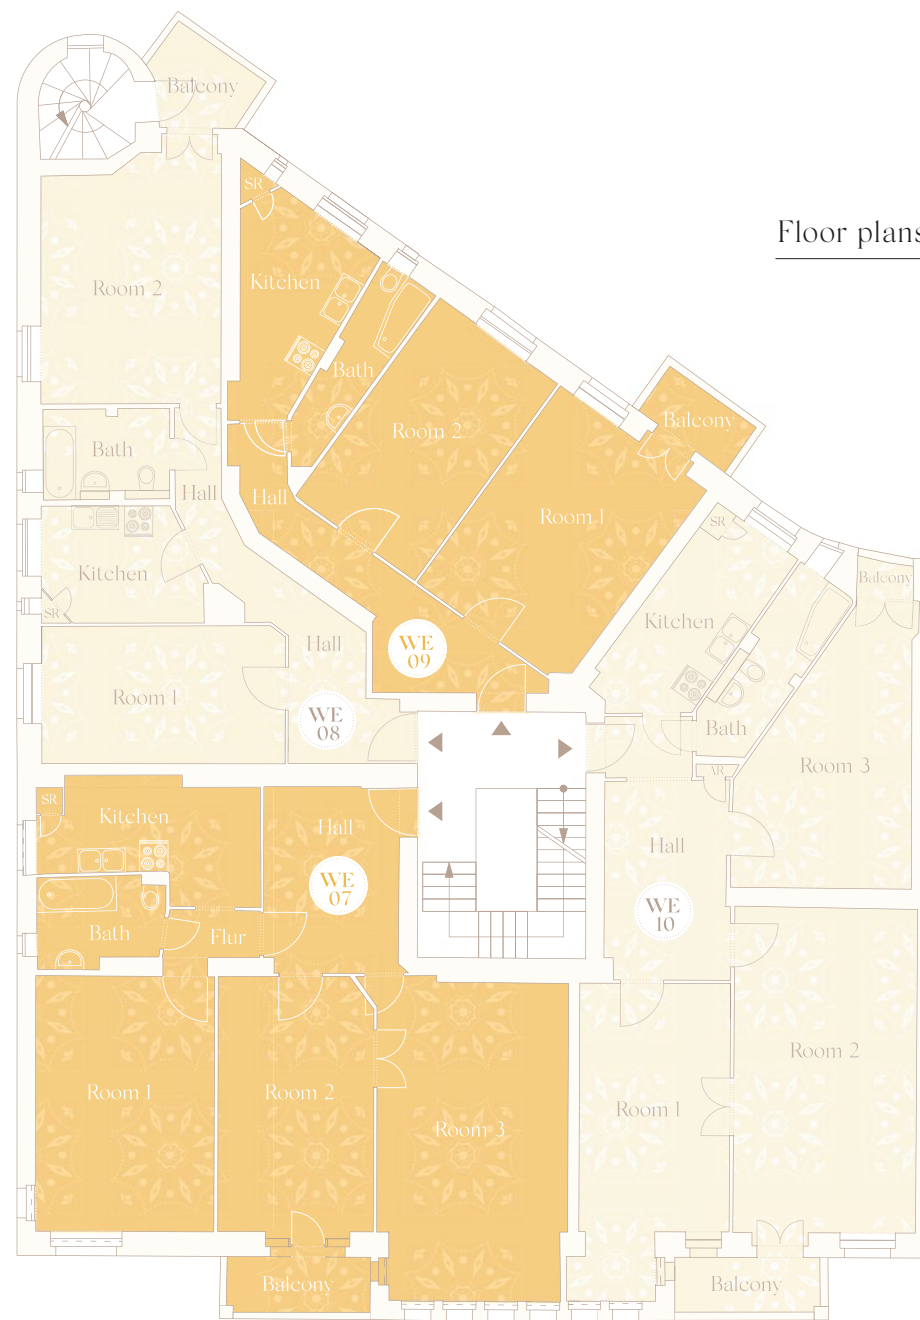 Balcony
SR
Floor plans
Kitchen
Room 2
Bath
Balcony
Room 2
Bath
Hall
Hall
Room 1
SR
Kitchen
Balcony
SR
Kitchen
Hall
WE
09
Room 1
WE
08
Bath
Room 3
AR
SR
Kitchen
Hall
Hall
WE
07
WE
10
Bath
Flur
Room 2
Room 1
Room 2
Room 1
Room 3
Balcony
Balcony